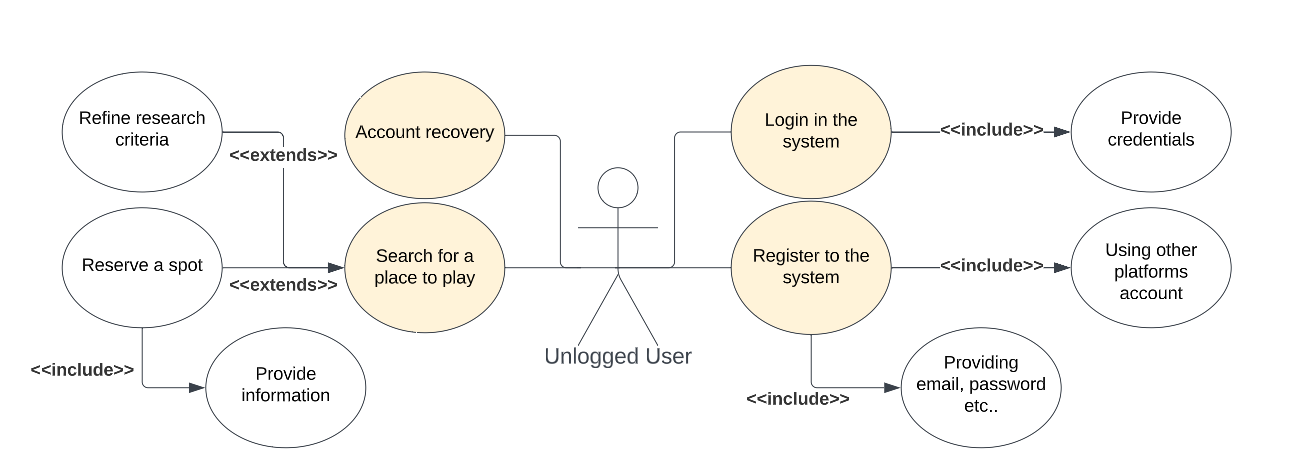 Refine research
criteria
<<extends>>
Account recovery
Login in the
system
<<include>>
Provide
credentials
Reserve a spot
<<extends>>
Search for a
place to play
Register to the
system
<<include>>
Using other
platforms
account
Unlogged User
<<include>>
Provide
information
<<include>>
Providing
email, password
etc..